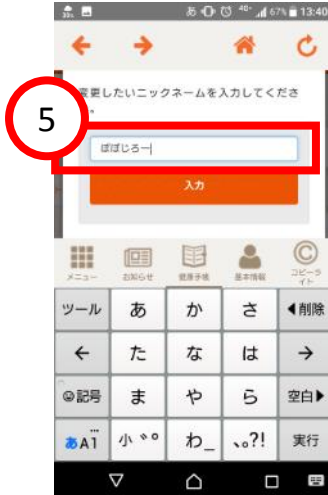 あ 40+ 67% 13:40
変更したいニックネームを入力してくださ
5
ぽぽじろー
入力
メニュー お知らせ 健康手帳 基本情報 コピーライト
ツール あ か さ ◀削除
← た な は →
記号 ま や ら 空白▶
あA1 小゛゜ わ_ 、。?! 実行